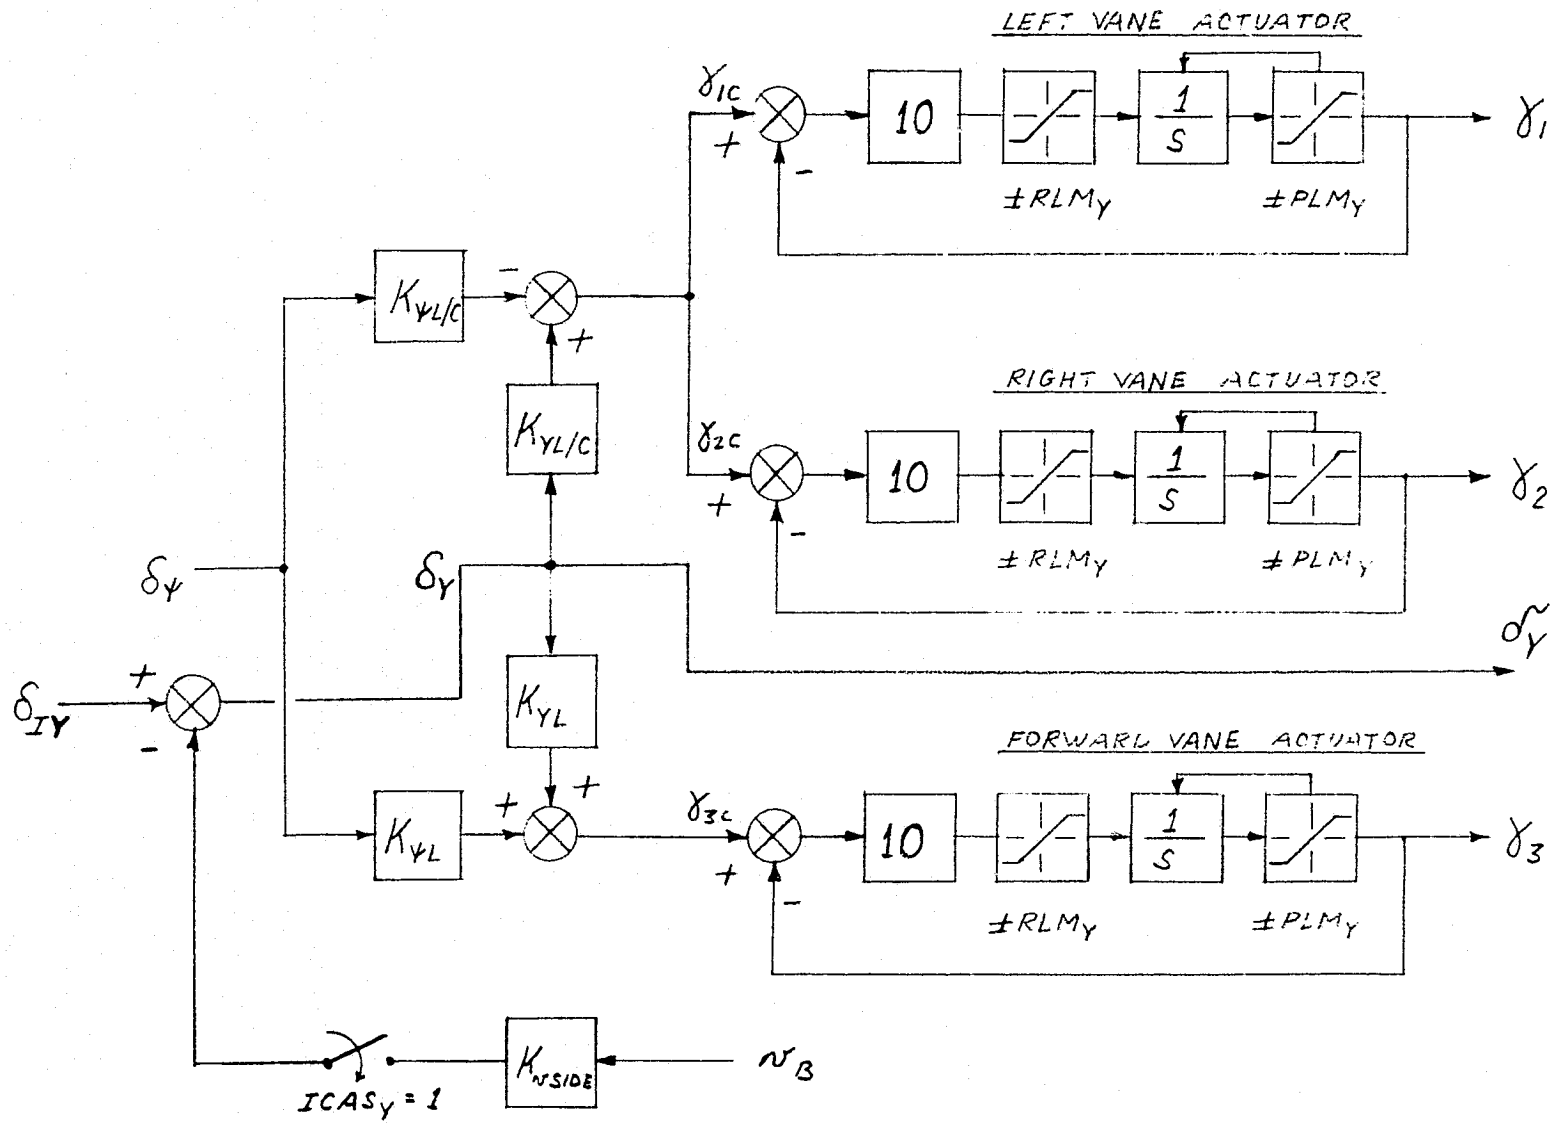 LEFT VANE ACTUATOR
γ1C
+
-
10
1/S
γ1
±RLMY
±PLMY
KψL/C
-
+
KYL/C
RIGHT VANE ACTUATOR
γ2C
+
-
10
1/S
γ2
±RLMY
±PLMY
δψ
δY
δY
δIY
+
-
KYL
FORWARD VANE ACTUATOR
KψL
+
+
γ3C
+
-
10
1/S
γ3
±RLMY
±PLMY
ICASY = 1
KvSIDE
vB